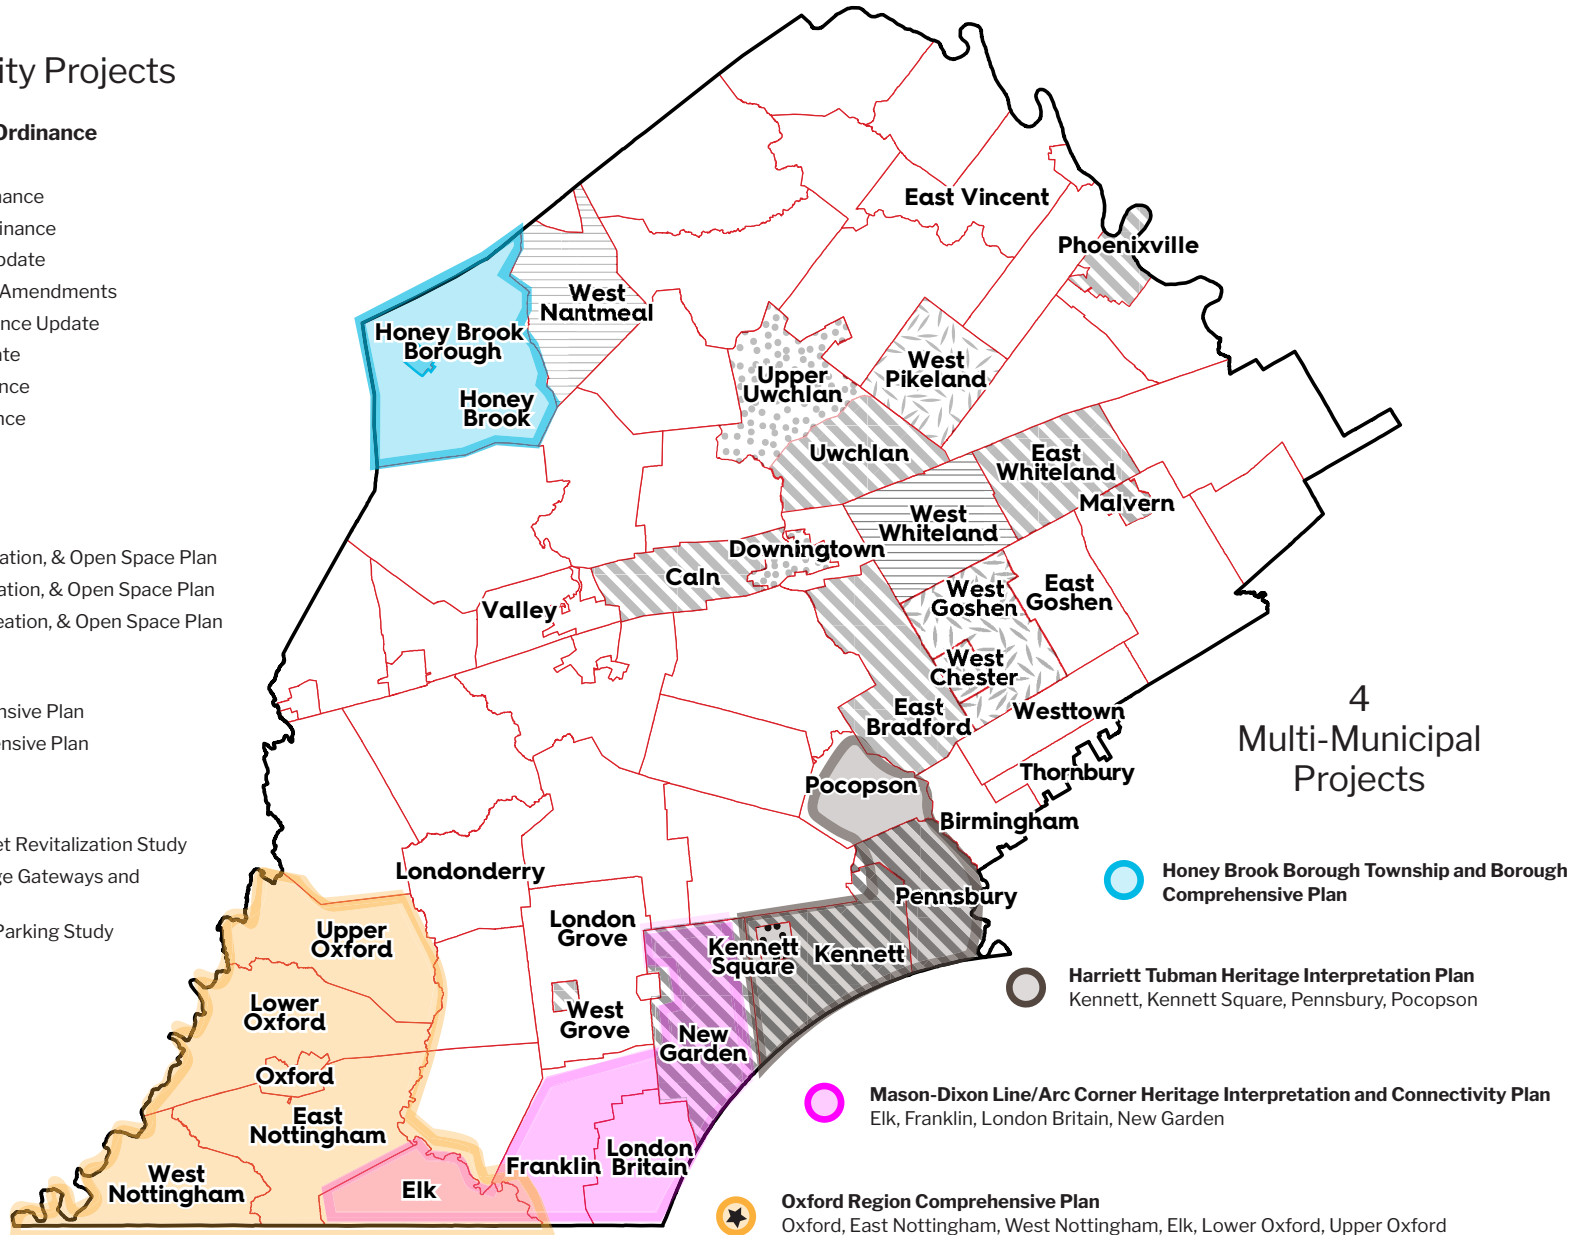 ity Projects
Ordinance
nance
inance
pdate
Amendments
nce Update
ate
nce
nce
ation, & Open Space Plan
ation, & Open Space Plan
eation, & Open Space Plan
nsive Plan
ensive Plan
et Revitalization Study
ge Gateways and
Parking Study
East Vincent
Phoenixville
West
Nantmeal
Honey Brook
Borough
Honey
Brook
Upper
Uwchlan
West
Pikeland
Uwchlan
East
Whiteland
Malvern
West
Whiteland
Downingtown
Caln
Valley
West
Goshen
East
Goshen
West
Chester
East
Bradford
Westtown
Thornbury
Pocopson
Birmingham
Londonderry
Pennsbury
London
Grove
Kennett
Square
Kennett
West
Grove
New
Garden
Upper
Oxford
Lower
Oxford
Oxford
East
Nottingham
West
Nottingham
Elk
Franklin
London
Britain
4
Multi-Municipal
Projects
Honey Brook Borough Township and Borough
Comprehensive Plan
Harriett Tubman Heritage Interpretation Plan
Kennett, Kennett Square, Pennsbury, Pocopson
Mason-Dixon Line/Arc Corner Heritage Interpretation and Connectivity Plan
Elk, Franklin, London Britain, New Garden
Oxford Region Comprehensive Plan
Oxford, East Nottingham, West Nottingham, Elk, Lower Oxford, Upper Oxford